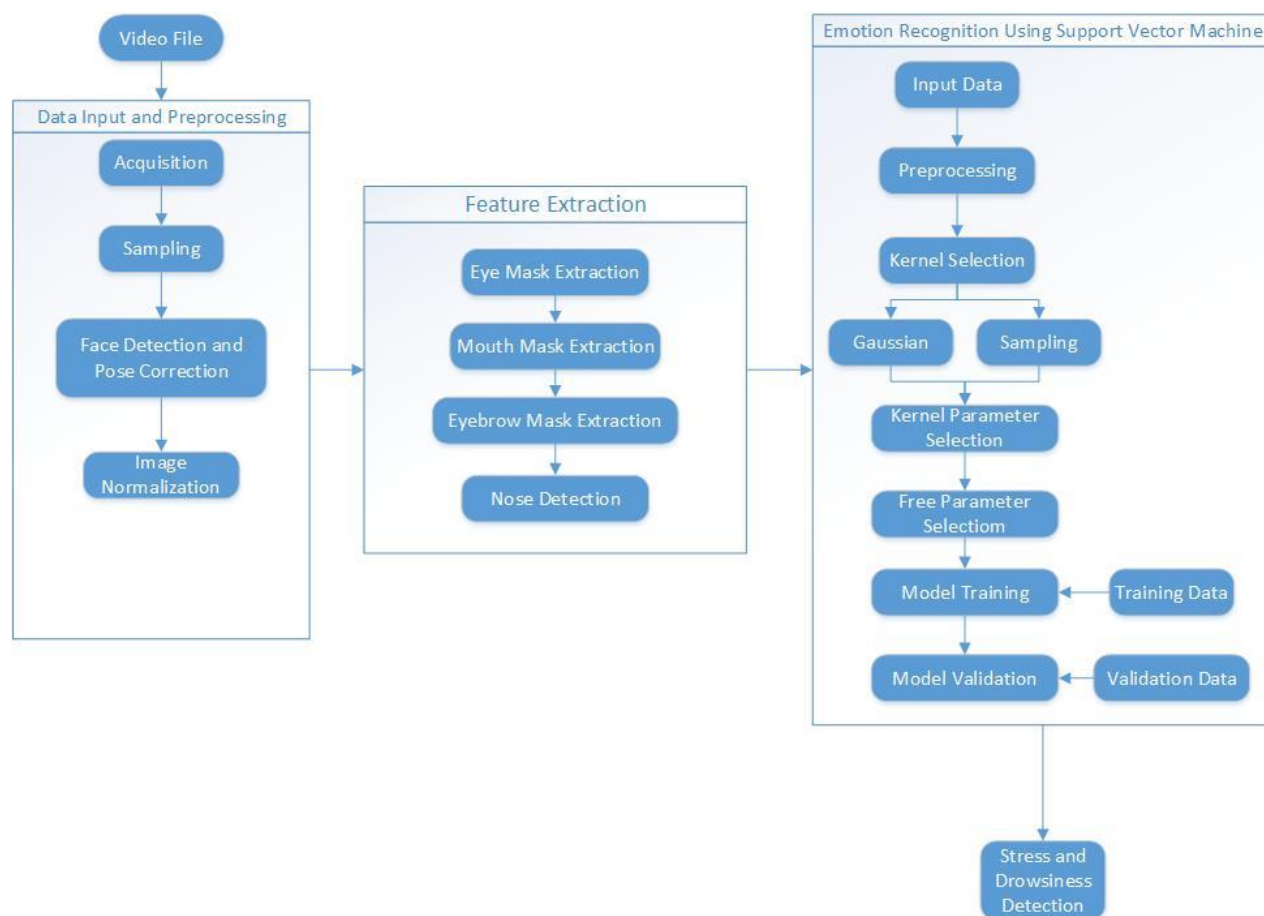 Video File
Data Input and Preprocessing
Acquisition
Sampling
Face Detection and
Pose Correction
Image
Normalization
Feature Extraction
Eye Mask Extraction
Mouth Mask Extraction
Eyebrow Mask Extraction
Nose Detection
Emotion Recognition Using Support Vector Machine
Input Data
Preprocessing
Kernel Selection
Gaussian
Sampling
Kernel Parameter
Selection
Free Parameter
Selectiom
Model Training
Training Data
Model Validation
Validation Data
Stress and
Drowsiness
Detection